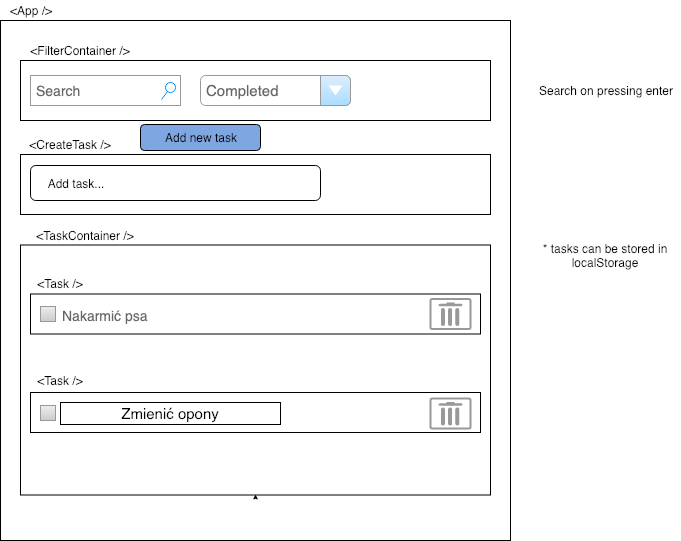 <App />
<FilterContainer />
Search
Completed
Search on pressing enter
Add new task
<CreateTask />
Add task...
<TaskContainer />
* tasks can be stored in
localStorage
<Task />
Nakarmić psa
<Task />
Zmienić opony